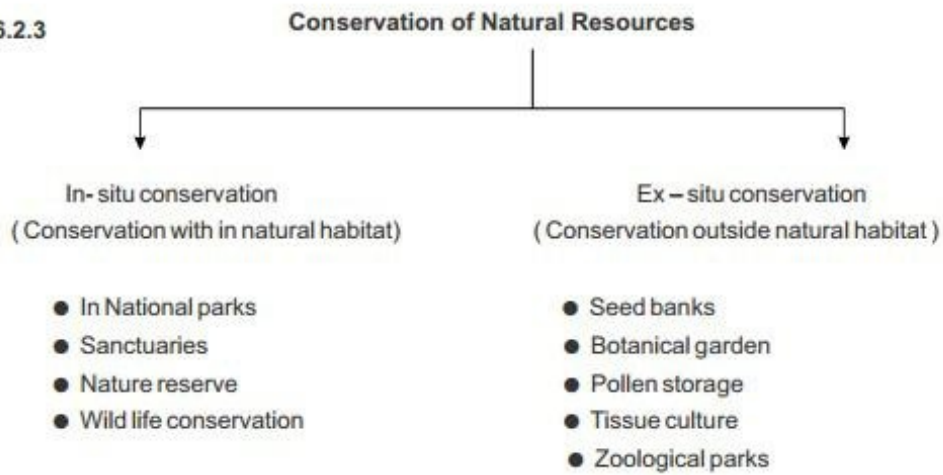 6.2.3
Conservation of Natural Resources
In- situ conservation
( Conservation with in natural habitat)
● In National parks
● Sanctuaries
● Nature reserve
● Wild life conservation
Ex – situ conservation
( Conservation outside natural habitat )
● Seed banks
● Botanical garden
● Pollen storage
● Tissue culture
● Zoological parks